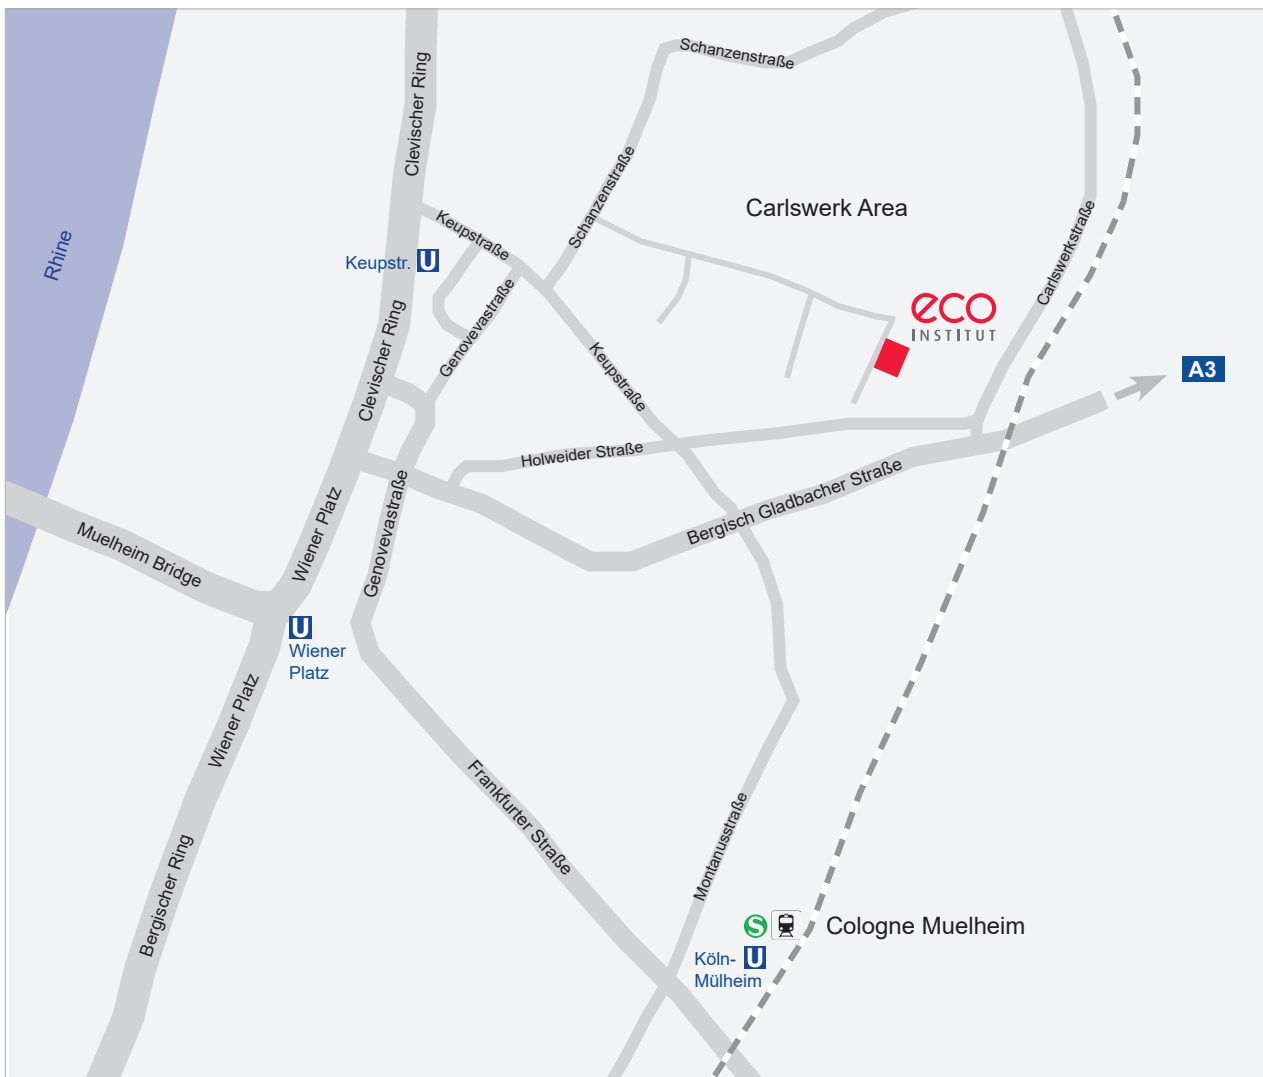 Schanzenstraße
Clevischer Ring
Schanzenstraße
Carlswerk Area
Keupstraße
Rhine
Keupstr. U
Carlswerkstraße
Genovevastraße
eco
INSTITUT
Clevischer Ring
Keupstraße
A3
Holweider Straße
Bergisch Gladbacher Straße
Wiener Platz
Genovevastraße
Muelheim Bridge
U
Wiener
Platz
Wiener Platz
Frankfurter Straße
Montanusstraße
Bergischer Ring
S
Cologne Muelheim
Köln- U
Mülheim